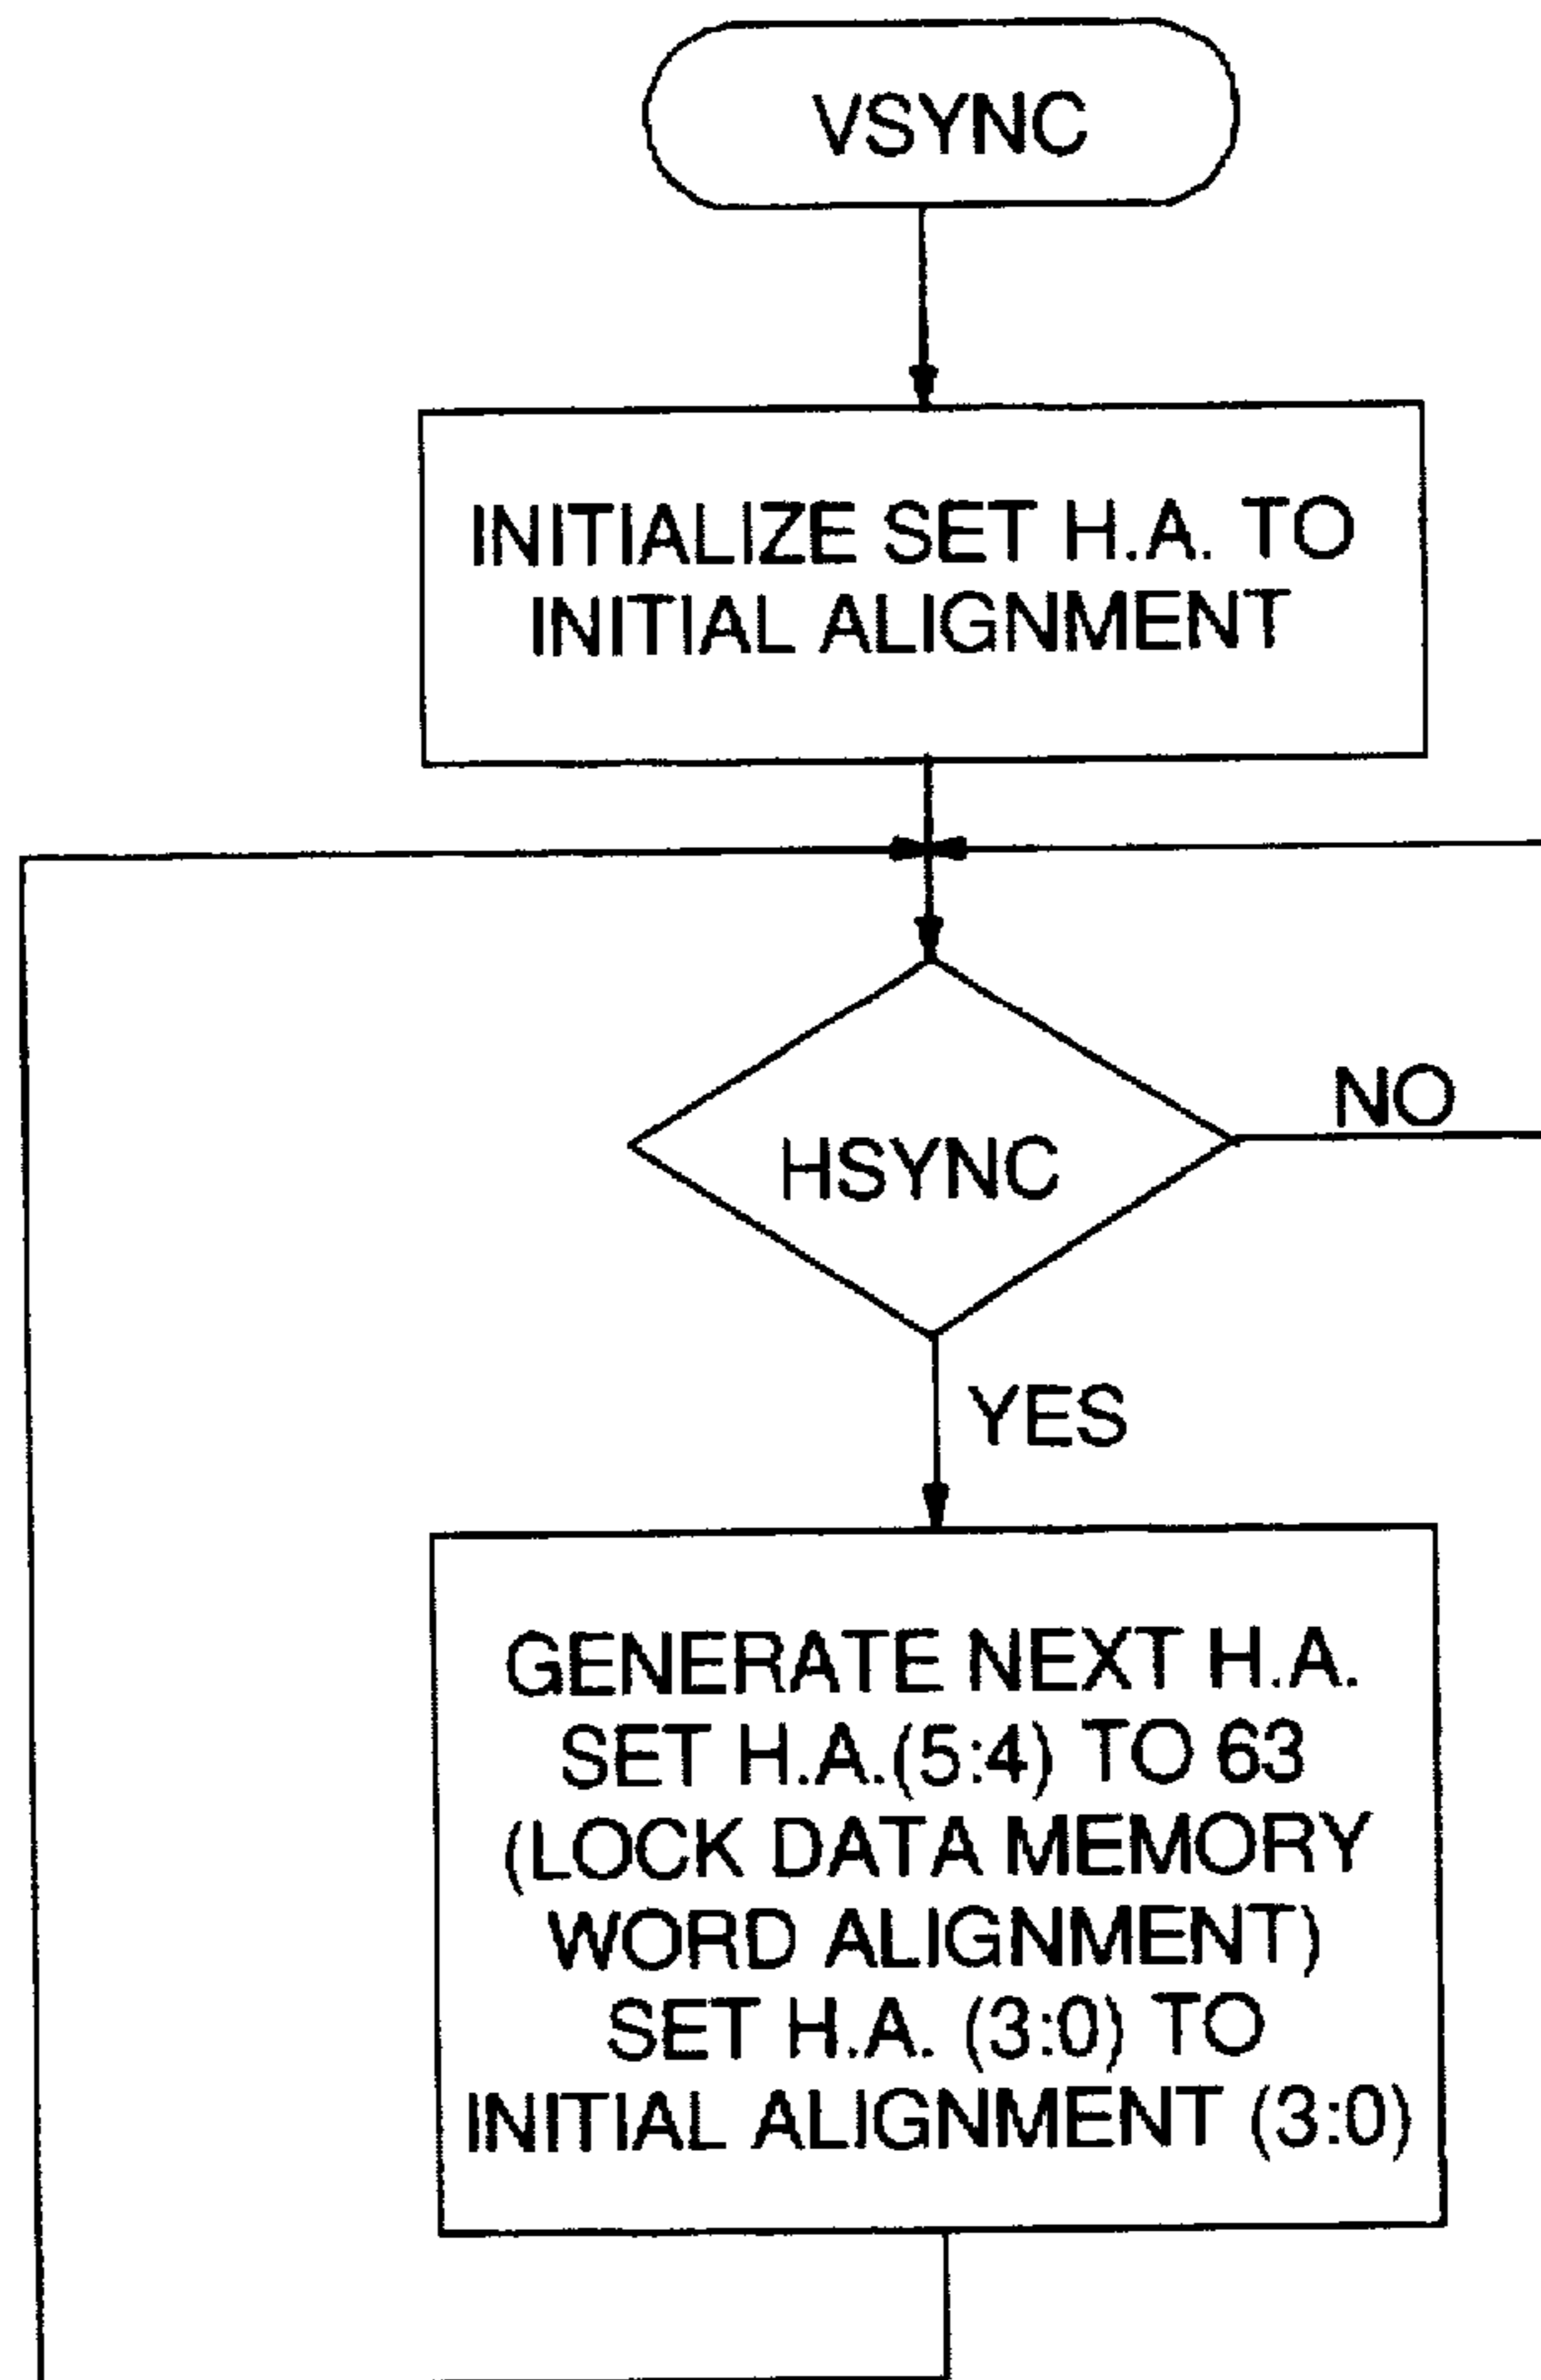 VSYNC
INITIALIZE SET H.A. TO
INITIAL ALIGNMENT
HSYNC
NO
YES
GENERATE NEXT H.A.
SET H.A.(5:4) TO 63
(LOCK DATA MEMORY
WORD ALIGNMENT)
SET H.A. (3:0) TO
INITIAL ALIGNMENT (3:0)